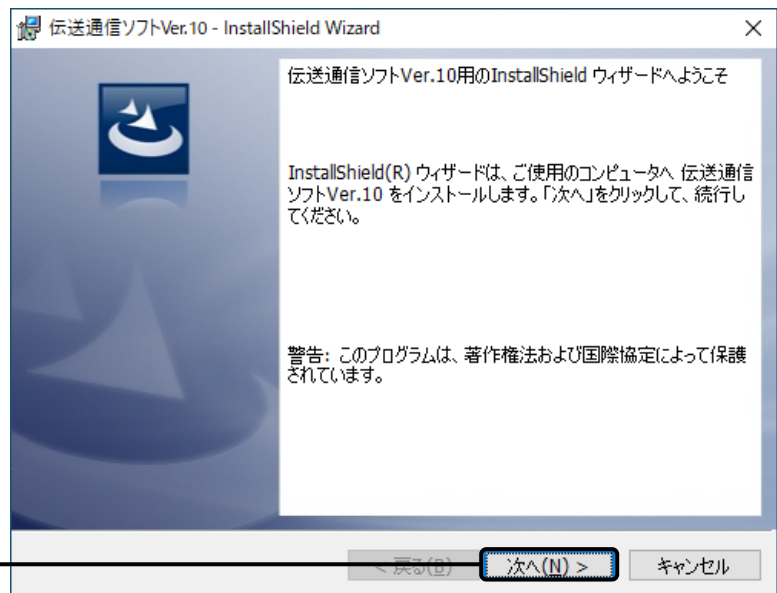 伝送通信ソフトVer.10 - InstallShield Wizard
伝送通信ソフトVer.10用のInstallShield ウィザードへようこそ
InstallShield(R) ウィザードは、ご使用のコンピュータへ 伝送通信
ソフトVer.10 をインストールします。「次へ」をクリックして、続行し
てください。
警告: このプログラムは、著作権法および国際協定によって保護
されています。
< 戻る(B)
次へ(N) >
キャンセル